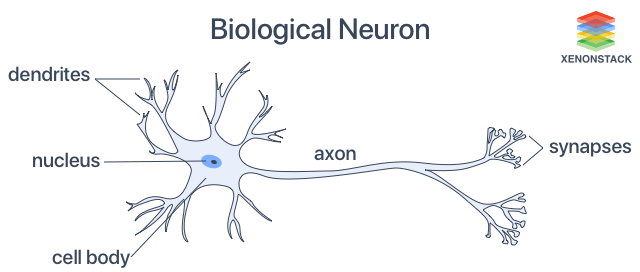 Biological Neuron
XENONSTACK
dendrites
nucleus
cell body
axon
synapses